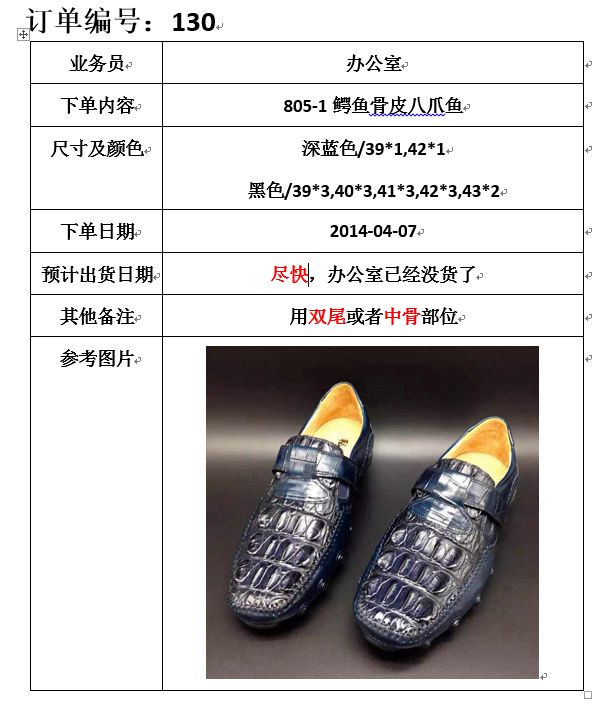 订单编号：130
业务员 办公室
下单内容 805-1 鳄鱼骨皮八爪鱼
尺寸及颜色 深蓝色/39*1,42*1
黑色/39*3,40*3,41*3,42*3,43*2
下单日期 2014-04-07
预计出货日期 尽快，办公室已经没货了
其他备注 用双尾或者中骨部位
参考图片